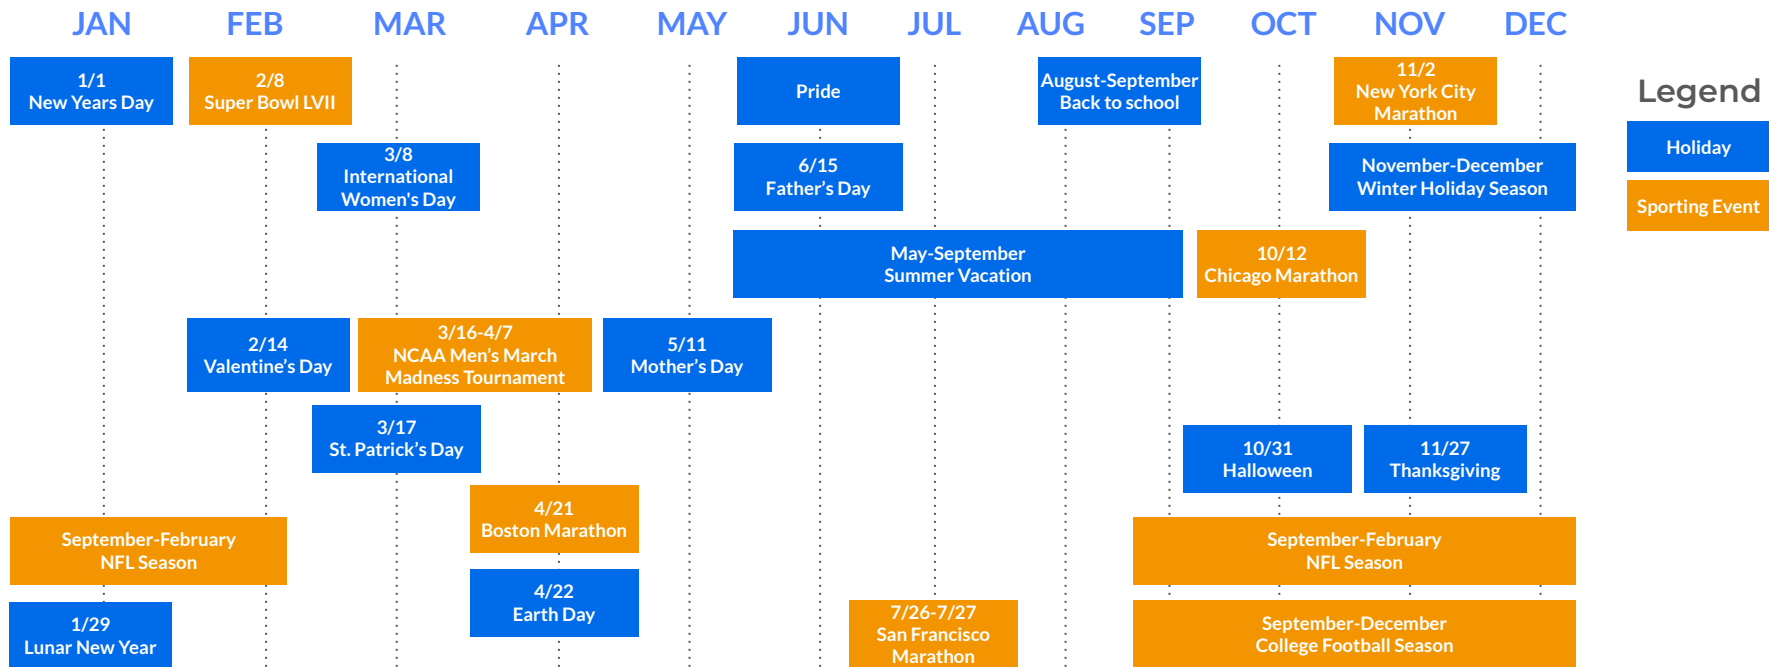 JAN
FEB
MAR
APR
MAY
JUN
JUL
AUG
SEP
OCT
NOV
DEC
1/1
New Years Day
2/8
Super Bowl LVII
Pride
August-September
Back to school
11/2
New York City
Marathon
Legend
Holiday
Sporting Event
3/8
International
Women's Day
6/15
Father’s Day
November-December
Winter Holiday Season
May-September
Summer Vacation
10/12
Chicago Marathon
2/14
Valentine’s Day
3/16-4/7
NCAA Men’s March
Madness Tournament
5/11
Mother’s Day
3/17
St. Patrick’s Day
10/31
Halloween
11/27
Thanksgiving
4/21
Boston Marathon
September-February
NFL Season
September-February
NFL Season
4/22
Earth Day
1/29
Lunar New Year
7/26-7/27
San Francisco
Marathon
September-December
College Football Season